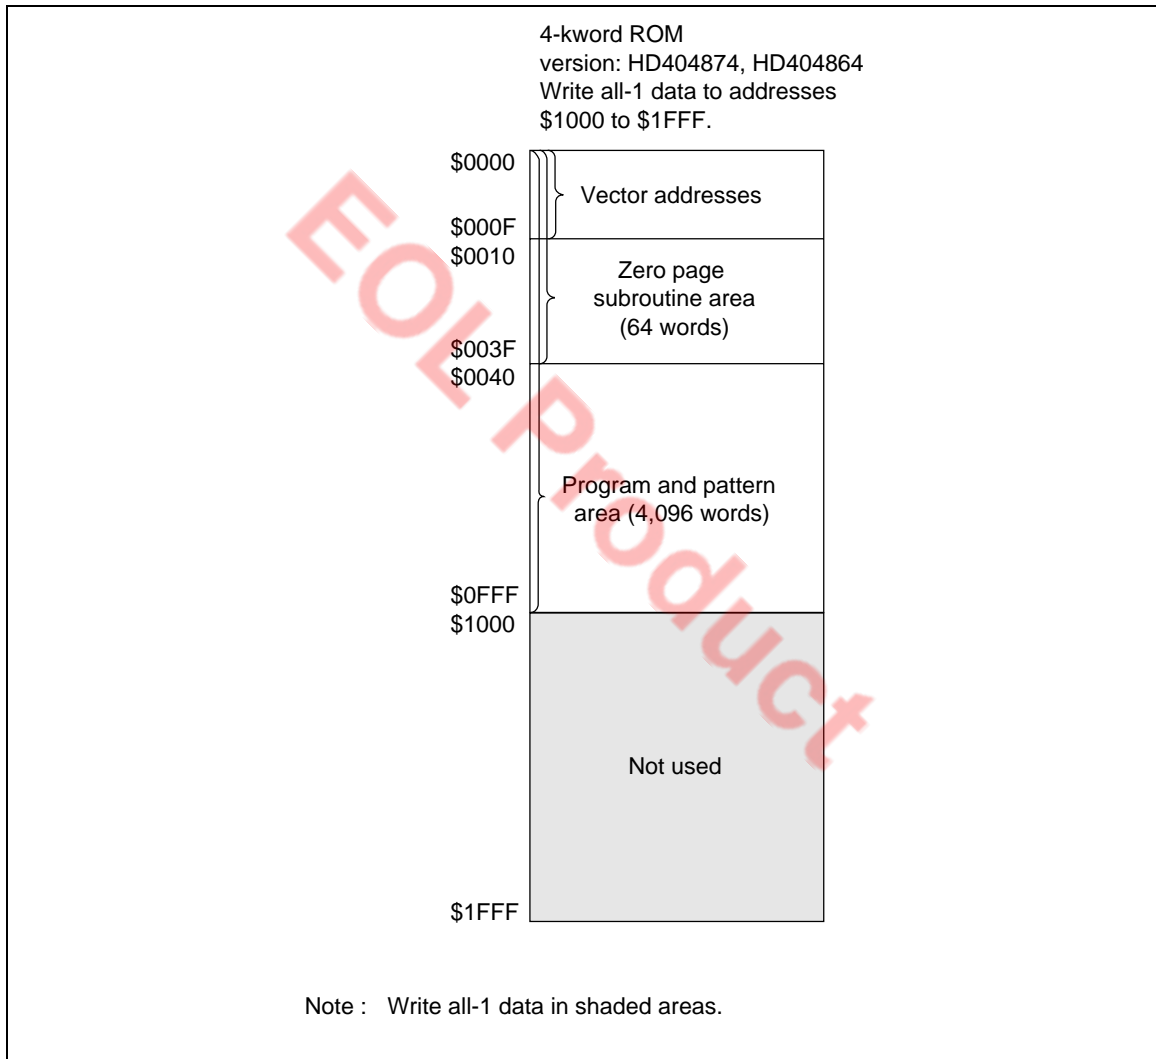 4-kword ROM
version: HD404874, HD404864
Write all-1 data to addresses
$1000 to $1FFF.
$0000
Vector addresses
$000F
$0010
Zero page
subroutine area
(64 words)
$003F
$0040
Program and pattern
area (4,096 words)
$0FFF
$1000
Not used
$1FFF
Note : Write all-1 data in shaded areas.
EOL Product